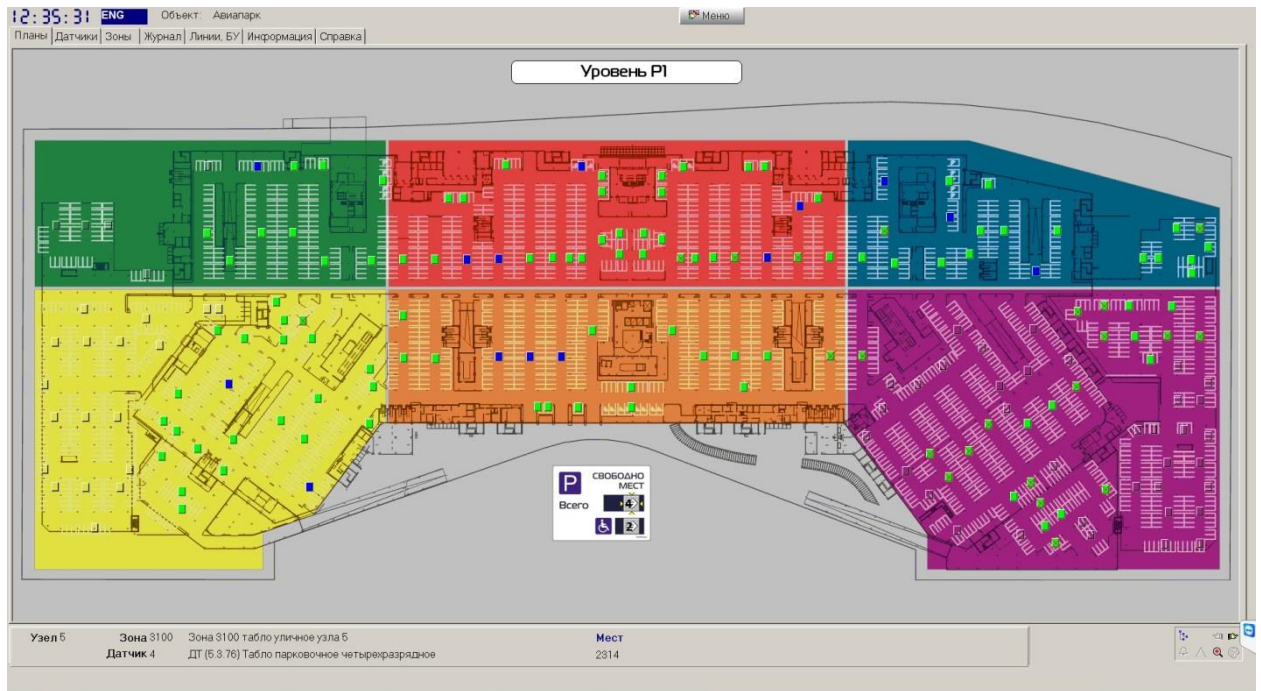 12:35:31 ENG Объект: Авиапарк Меню
Планы Датчики Зоны Журнал Линии, БУ Информация Справка
Уровень P1
P СВОБОДНО
МЕСТ
Всего 4
2
Узел 5 Зона 3100 Зона 3100 табло уличное узла 5 Мест
Датчик 4 ДТ (5.3.76) Табло парковочное четырехразрядное 2314